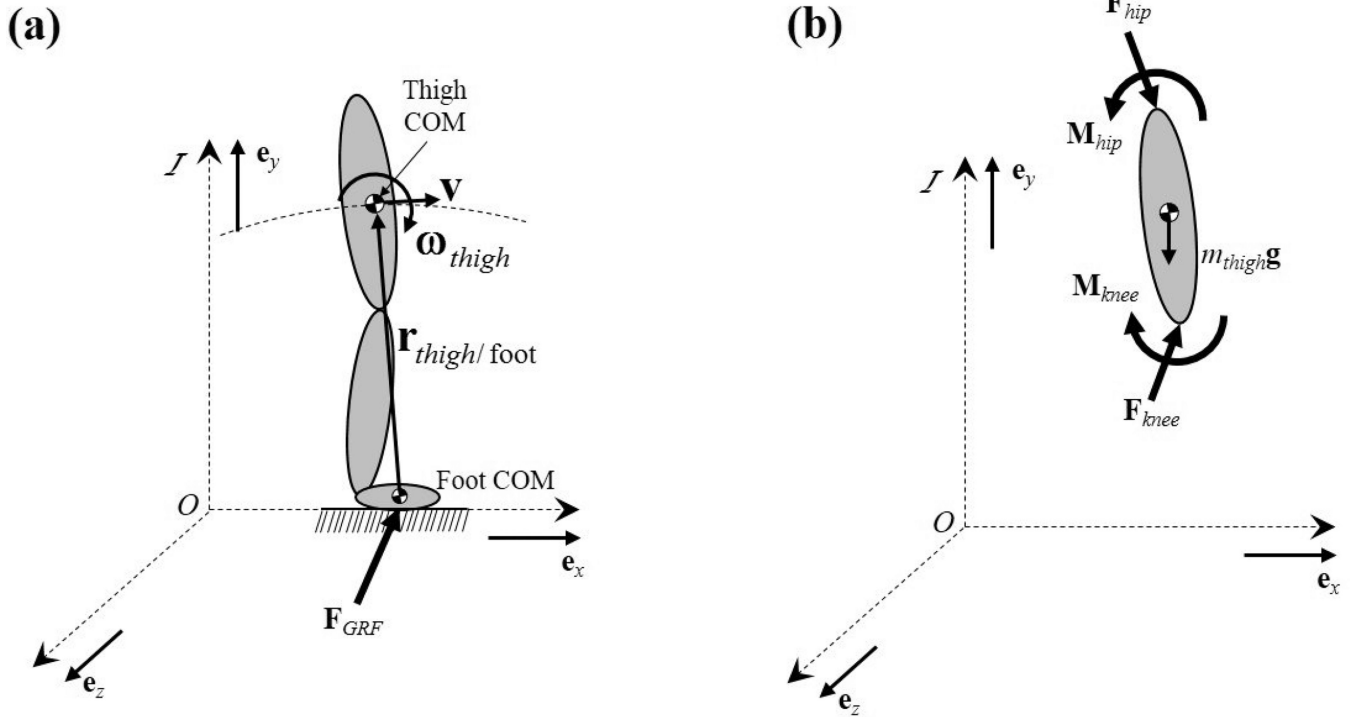 (a)
Thigh
COM
ℐ
e_y
v
ω_thigh
r_thigh/ foot
Foot COM
O
e_x
F_GRF
e_z
(b)
F_hip
M_hip
ℐ
e_y
m_thigh g
M_knee
F_knee
O
e_x
e_z